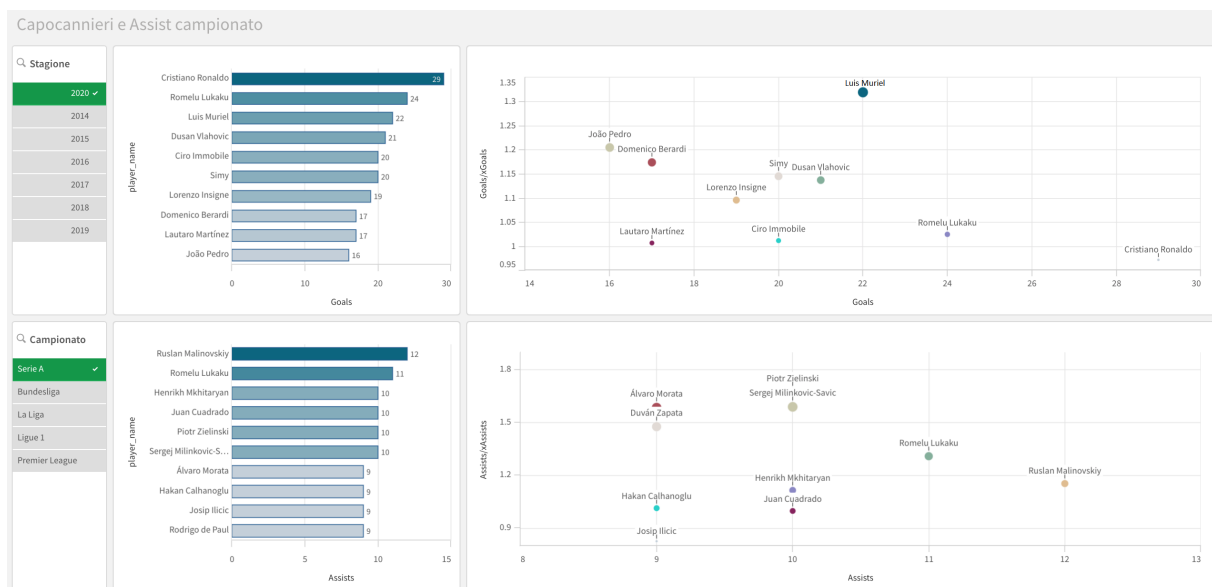 Capocannieri e Assist campionato
Stagione
2020
2014
2015
2016
2017
2018
2019
player_name
Cristiano Ronaldo 29
Romelu Lukaku 24
Luis Muriel 22
Dusan Vlahovic 21
Ciro Immobile 20
Simy 20
Lorenzo Insigne 19
Domenico Berardi 17
Lautaro Martínez 17
João Pedro 16
0 10 20 30
Goals
Goals/xGoals
1.35
1.3
1.25
1.2
1.15
1.1
1.05
1
0.95
Luis Muriel
João Pedro
Domenico Berardi
Simy
Dusan Vlahovic
Lorenzo Insigne
Lautaro Martínez
Ciro Immobile
Romelu Lukaku
Cristiano Ronaldo
14 16 18 20 22 24 26 28 30
Goals
Campionato
Serie A
Bundesliga
La Liga
Ligue 1
Premier League
player_name
Ruslan Malinovskiy 12
Romelu Lukaku 11
Henrikh Mkhitaryan 10
Juan Cuadrado 10
Piotr Zielinski 10
Sergej Milinkovic-S... 10
Álvaro Morata 9
Hakan Calhanoglu 9
Josip Ilicic 9
Rodrigo de Paul 9
0 5 10 15
Assists
Assists/xAssists
1.8
1.5
1.2
0.9
Piotr Zielinski
Álvaro Morata
Sergej Milinkovic-Savic
Duván Zapata
Romelu Lukaku
Ruslan Malinovskiy
Henrikh Mkhitaryan
Hakan Calhanoglu
Juan Cuadrado
Josip Ilicic
8 9 10 11 12 13
Assists